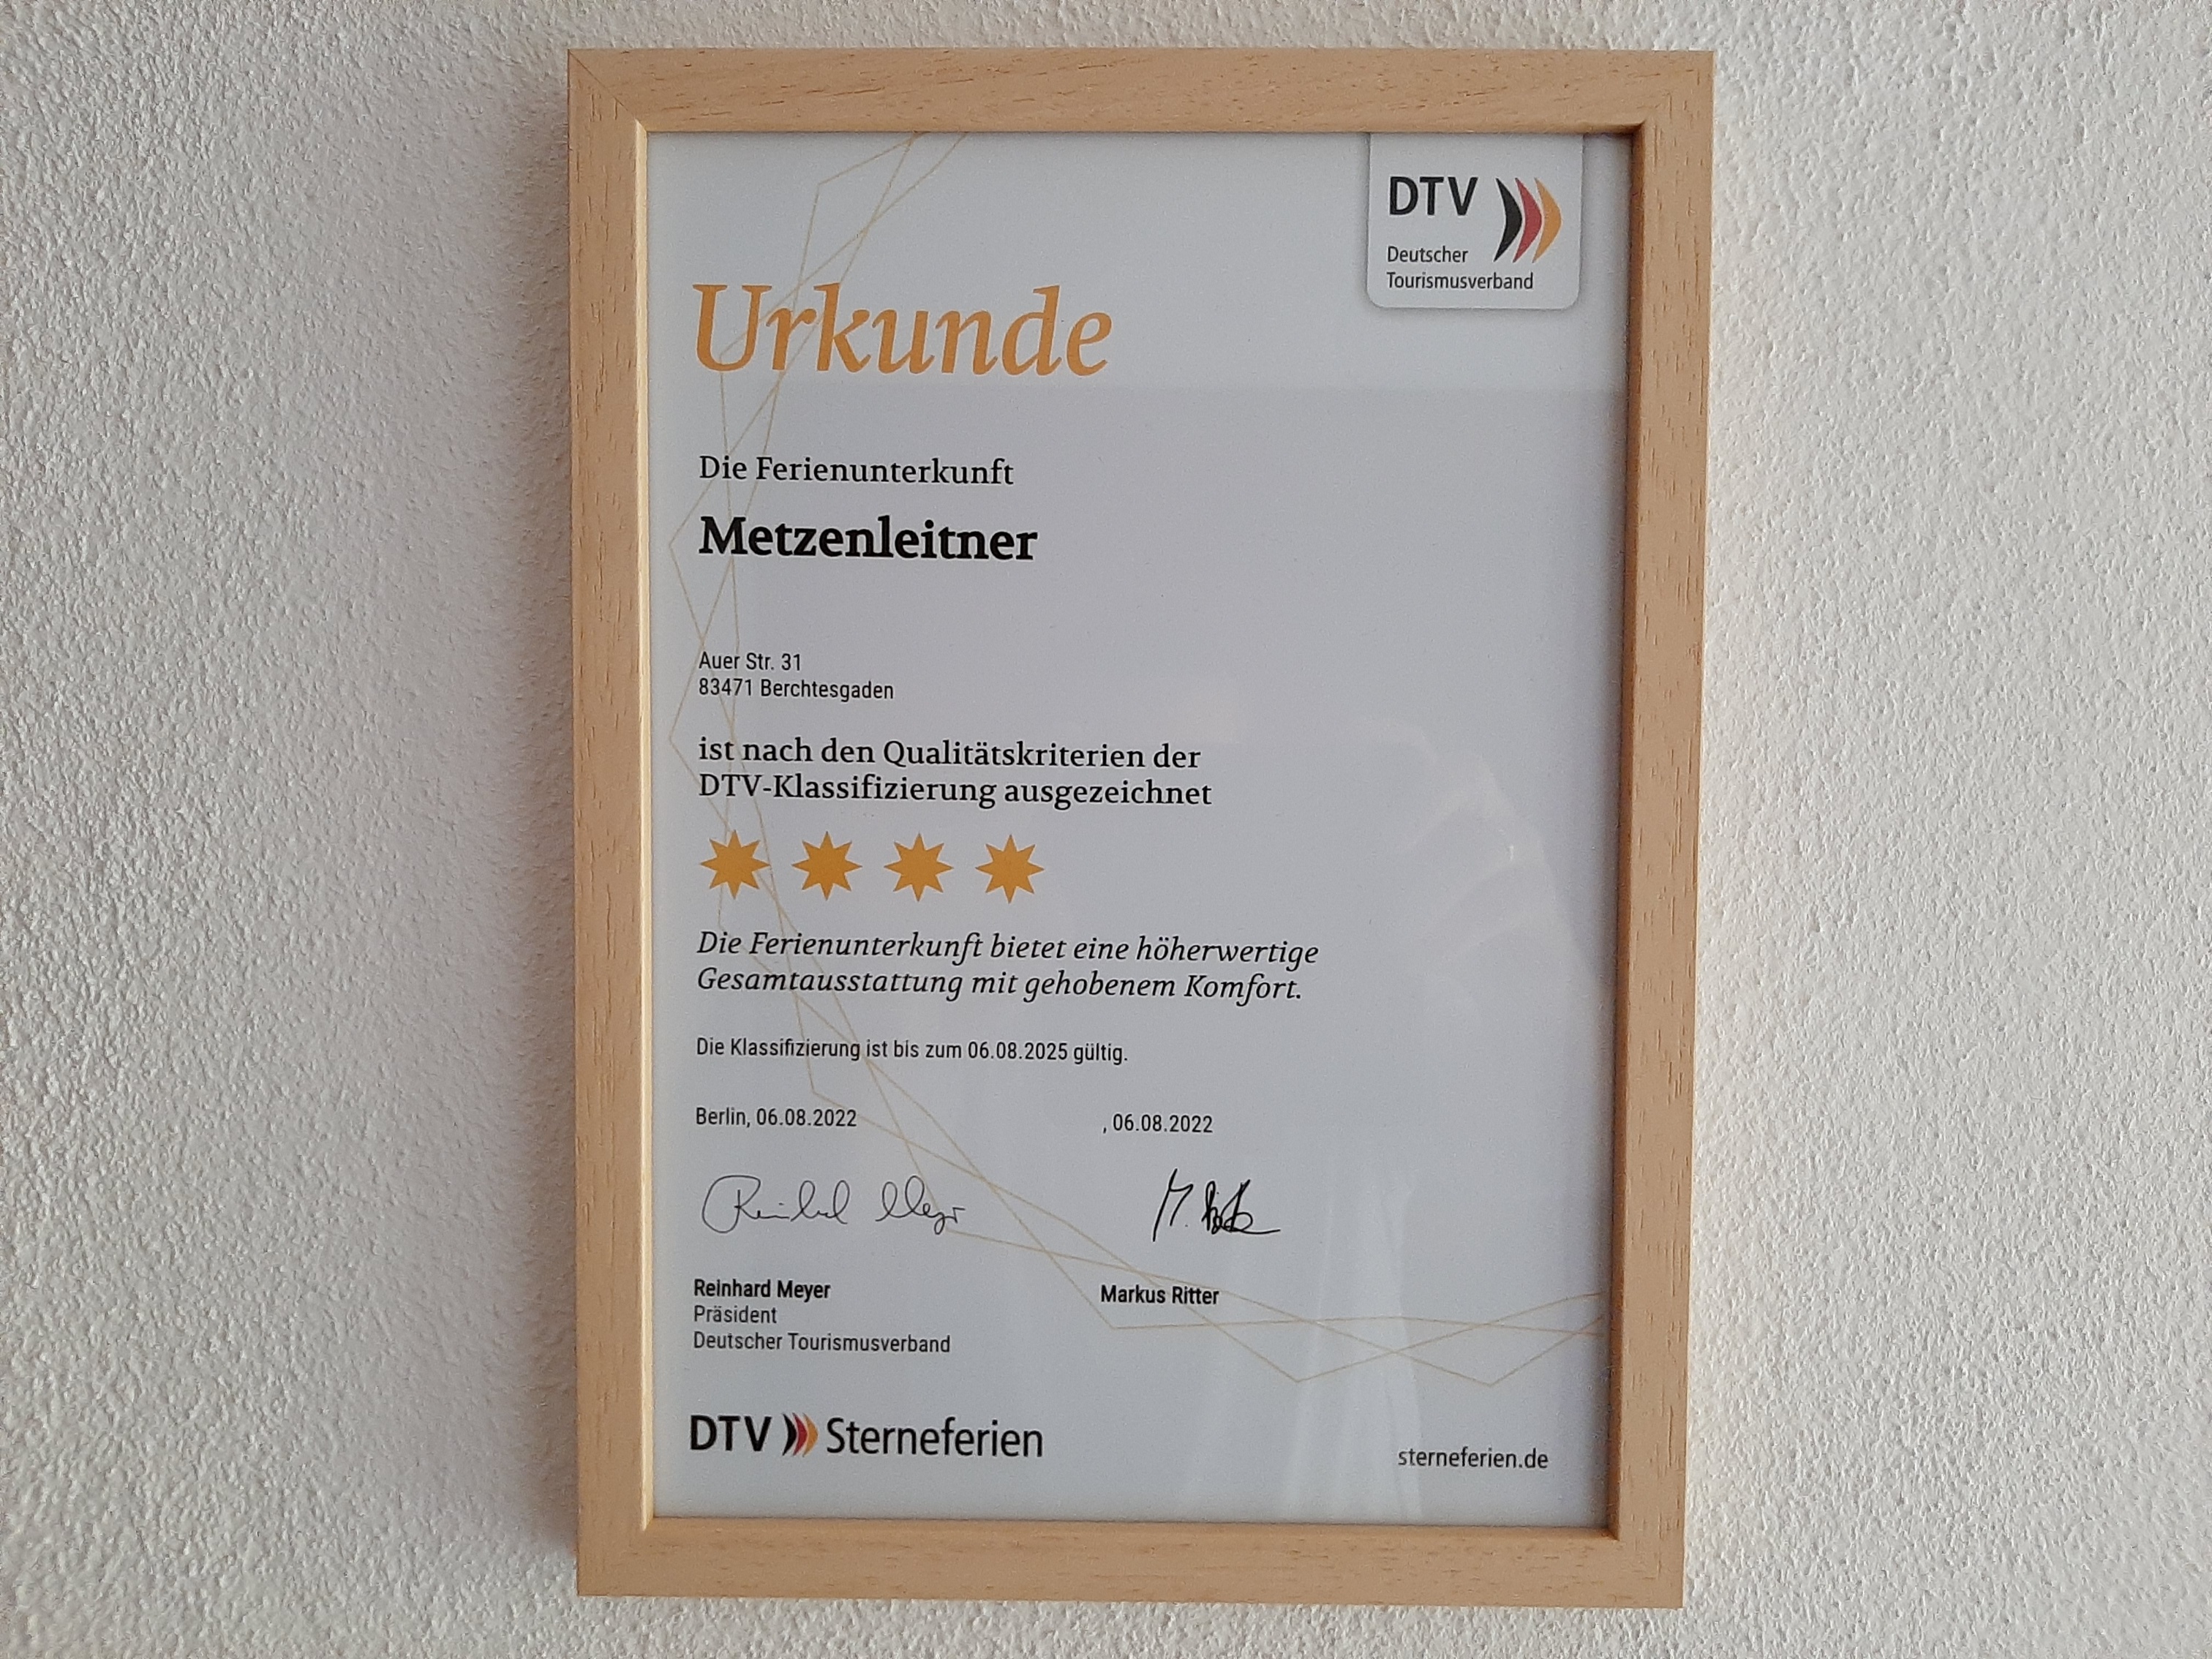 DTV
Deutscher
Tourismusverband
Urkunde
Die Ferienunterkunft
Metzenleitner
Auer Str. 31
83471 Berchtesgaden
ist nach den Qualitätskriterien der
DTV-Klassifizierung ausgezeichnet
Die Ferienunterkunft bietet eine höherwertige
Gesamtausstattung mit gehobenem Komfort.
Die Klassifizierung ist bis zum 06.08.2025 gültig.
Berlin, 06.08.2022
, 06.08.2022
Reinhard Meyer
Reinhard Meyer
Präsident
Deutscher Tourismusverband
Markus Ritter
DTV Sterneferien
sterneferien.de